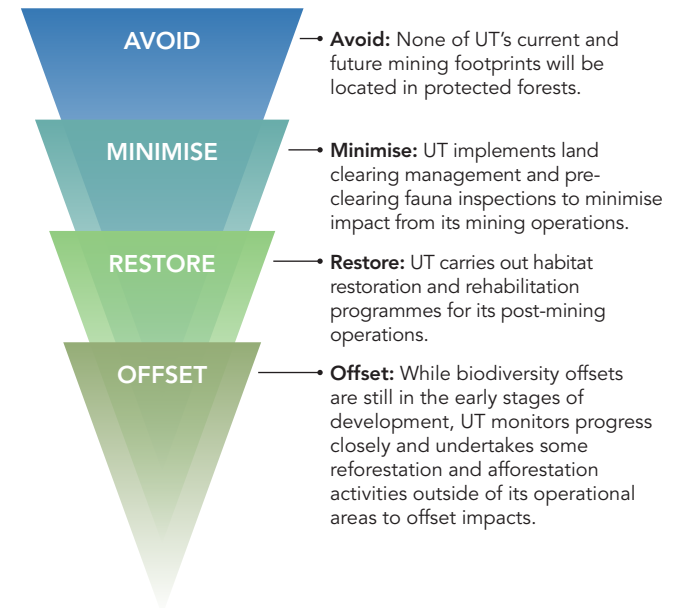 AVOID
Avoid: None of UT’s current and
future mining footprints will be
located in protected forests.
MINIMISE
Minimise: UT implements land
clearing management and pre-
clearing fauna inspections to minimise
impact from its mining operations.
RESTORE
Restore: UT carries out habitat
restoration and rehabilitation
programmes for its post-mining
operations.
OFFSET
Offset: While biodiversity offsets
are still in the early stages of
development, UT monitors progress
closely and undertakes some
reforestation and afforestation
activities outside of its operational
areas to offset impacts.